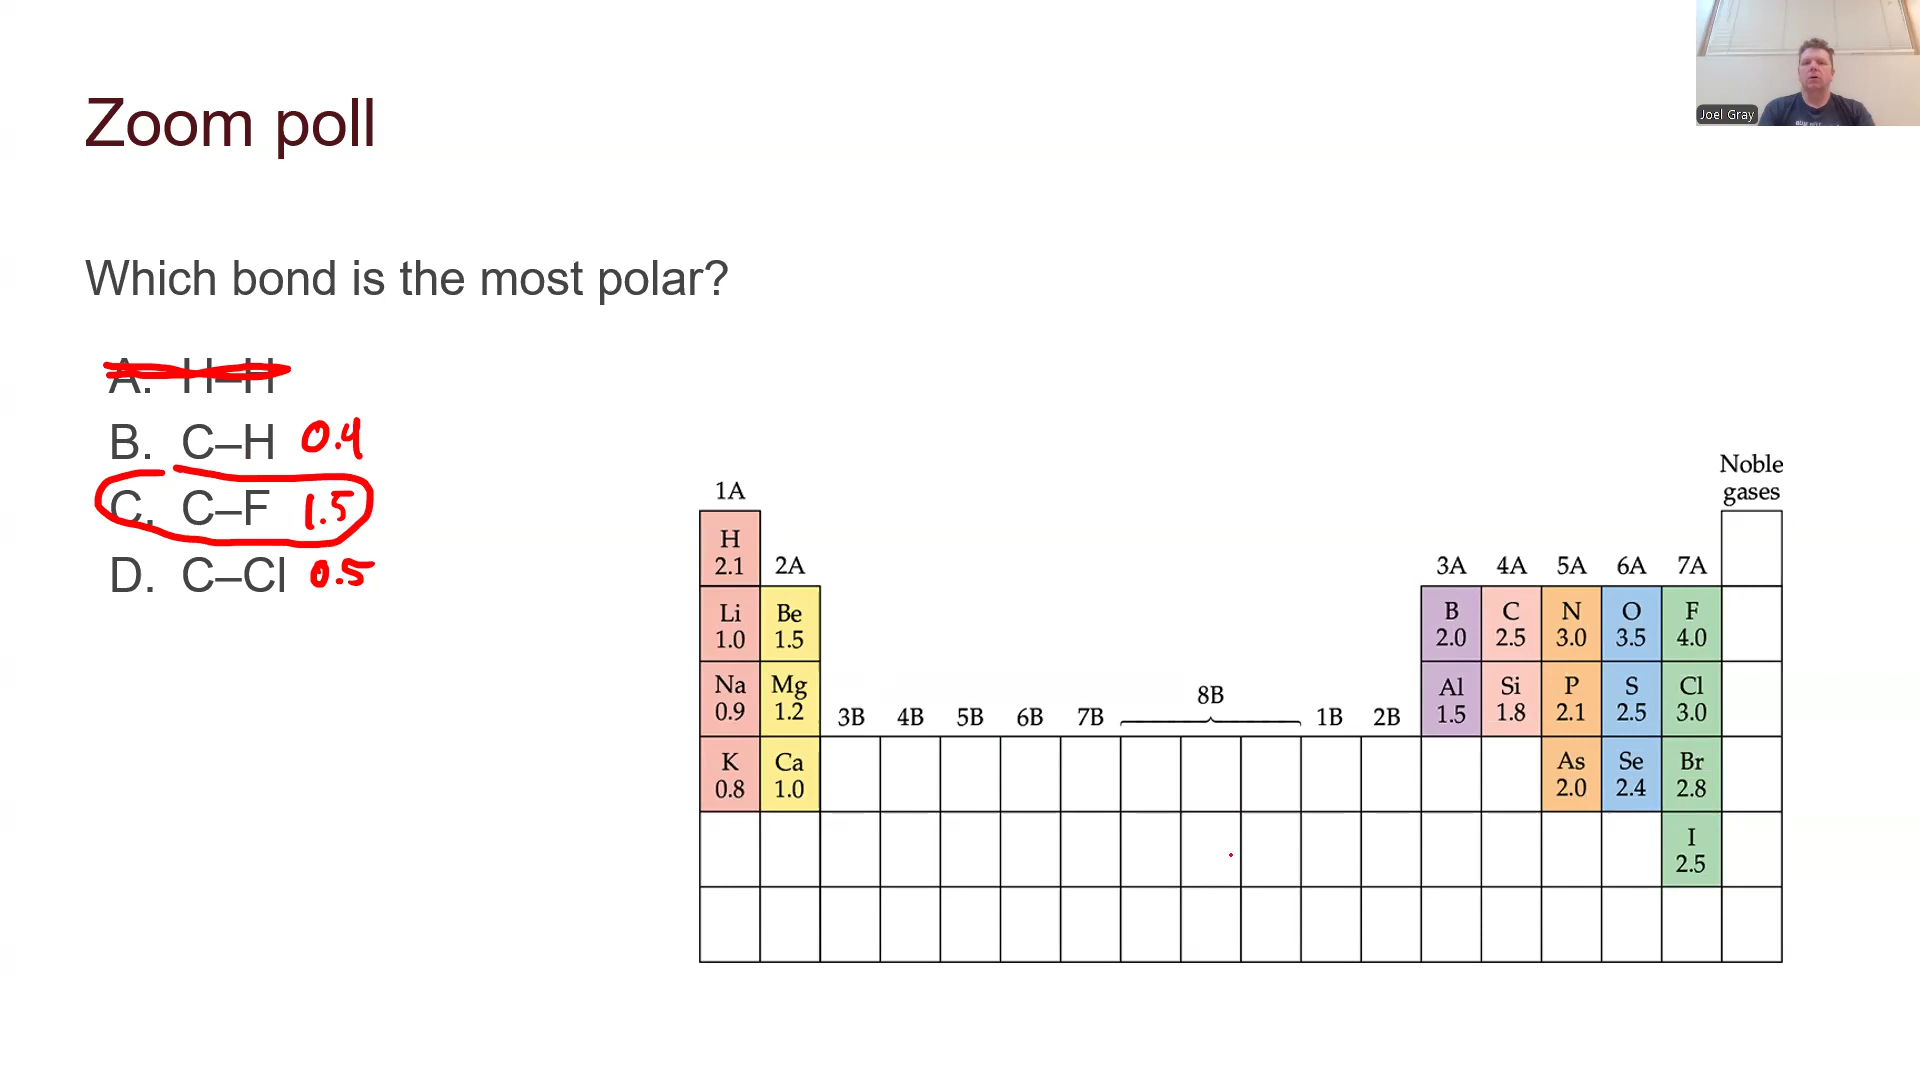 Zoom poll
Joel Gray
Which bond is the most polar?
A. H–H
B. C–H 0.4
C. C–F 1.5
D. C–Cl 0.5
Noble
gases
1A
H
2.1
2A
3A 4A 5A 6A 7A
Li Be B C N O F
1.0 1.5 2.0 2.5 3.0 3.5 4.0
Na Mg Al Si P S Cl
0.9 1.2 1.5 1.8 2.1 2.5 3.0
3B 4B 5B 6B 7B 8B 1B 2B
K Ca As Se Br
0.8 1.0 2.0 2.4 2.8
I
2.5